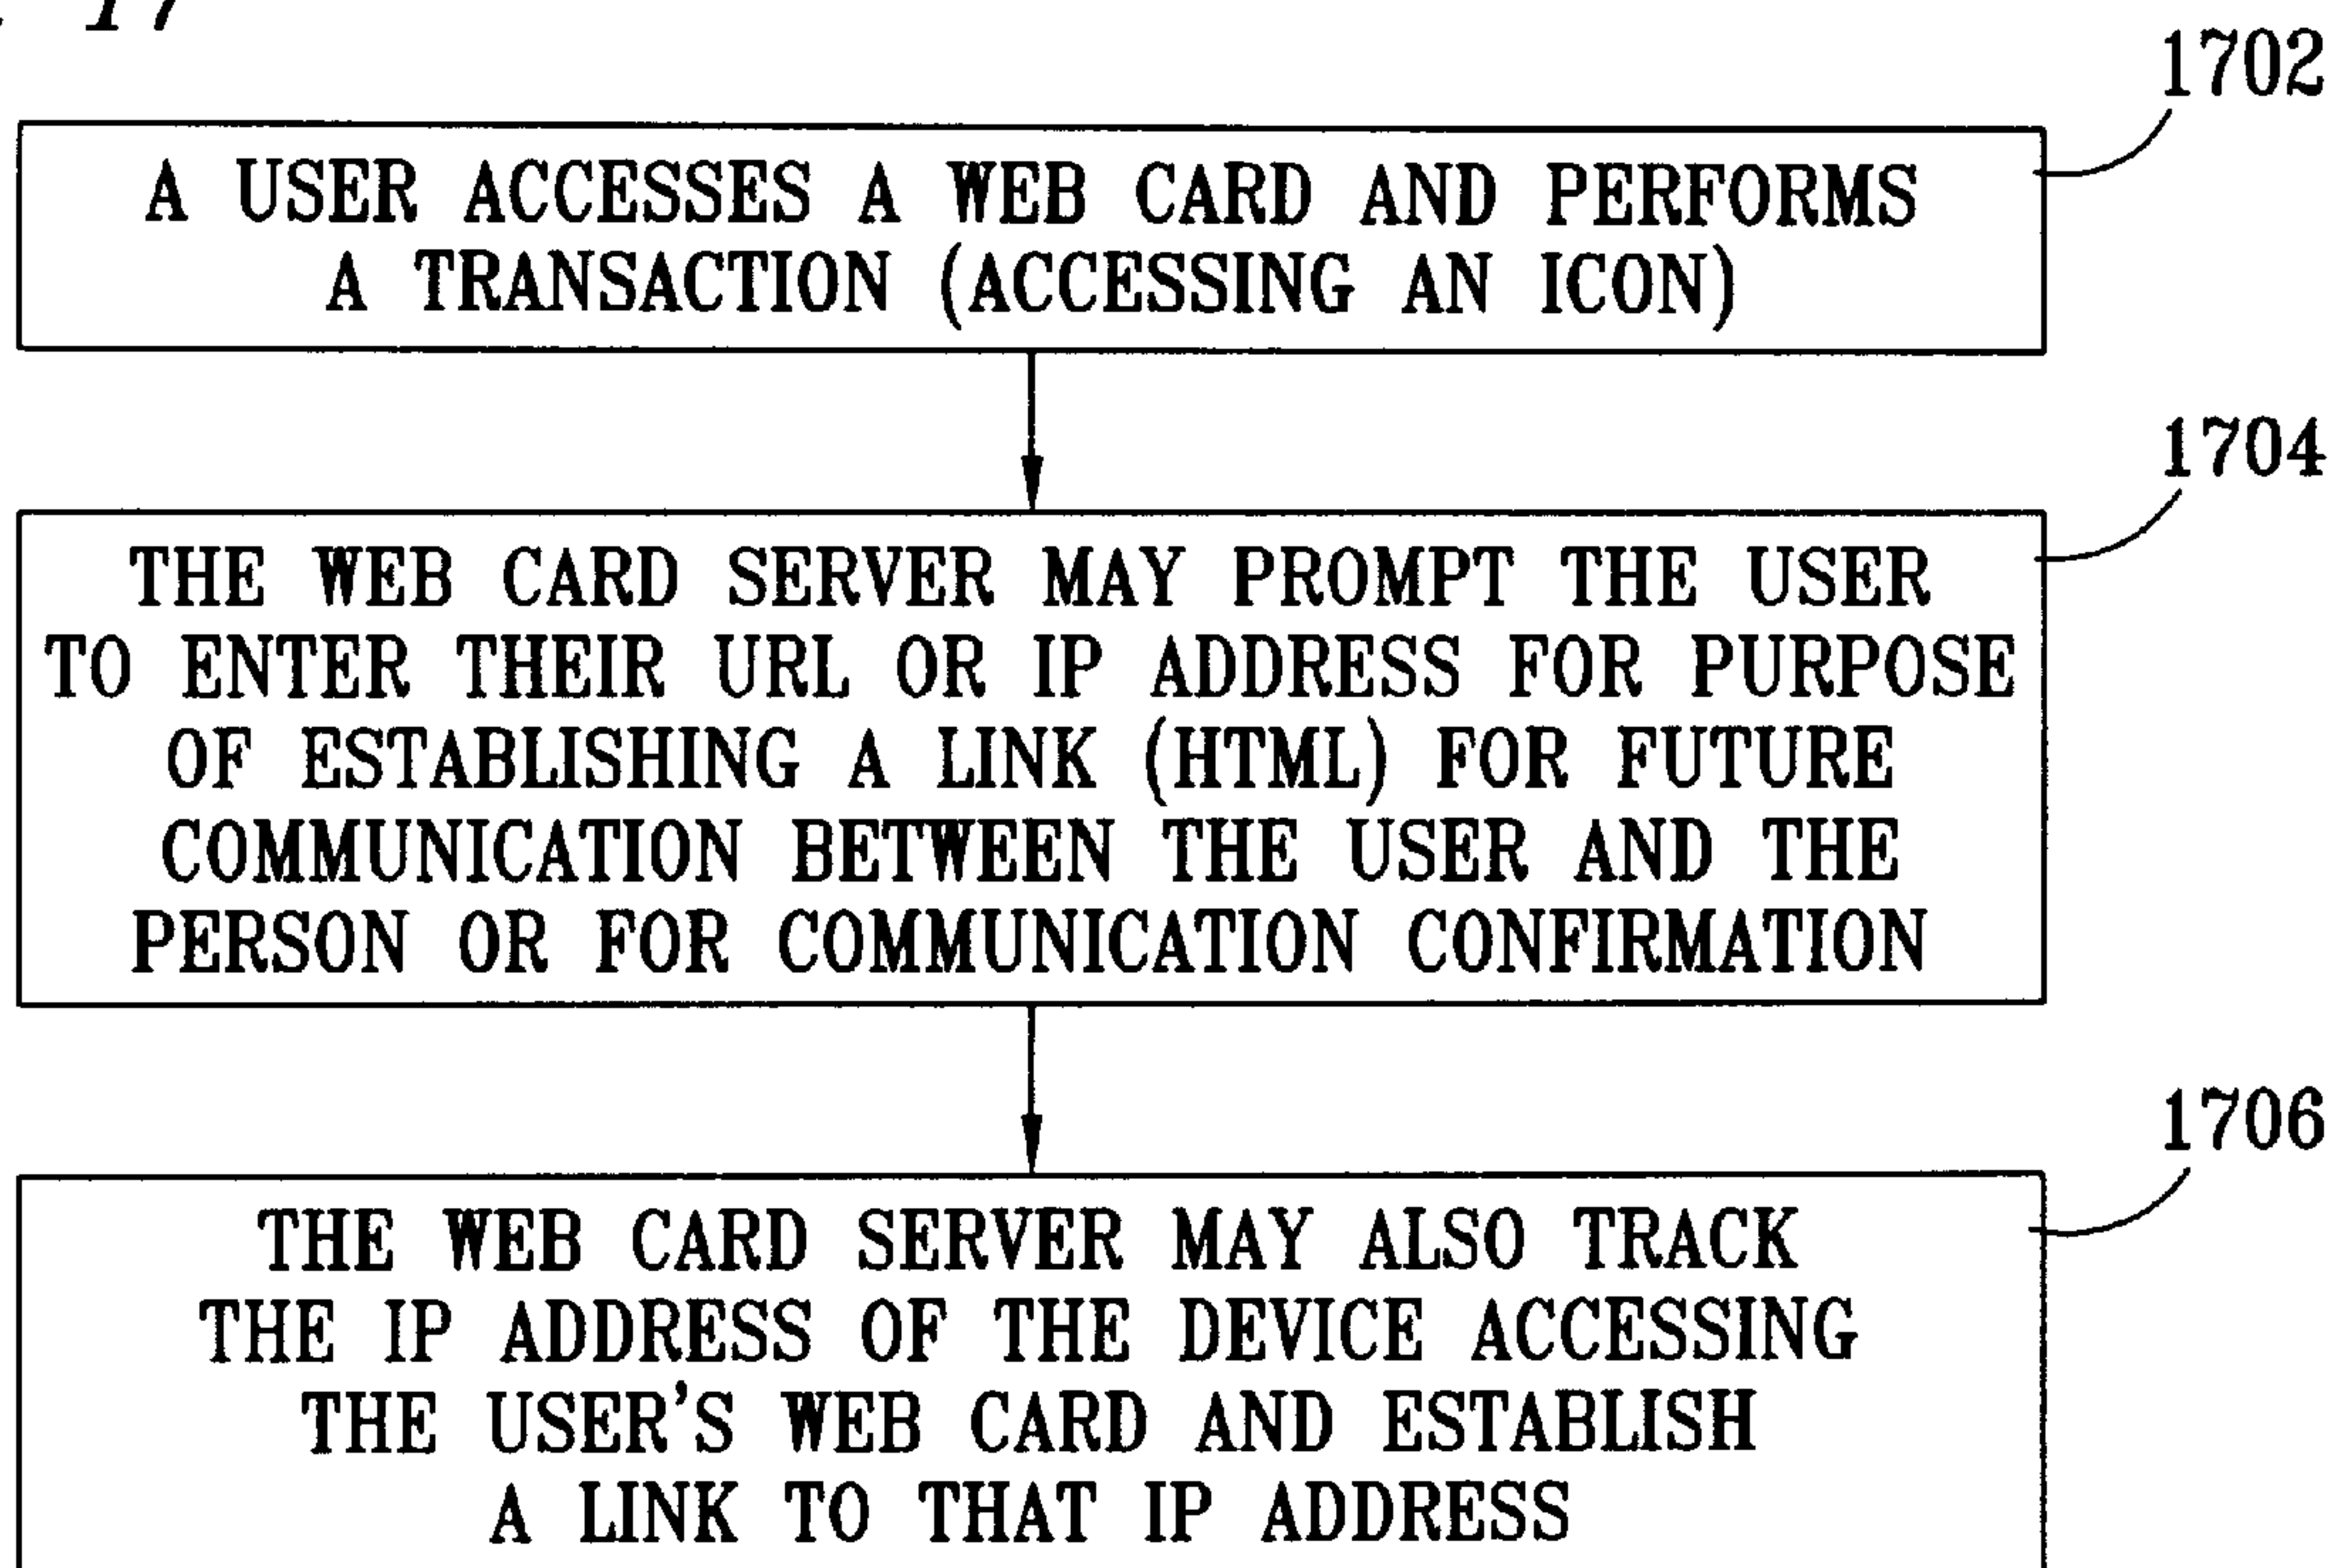 17
1702
A USER ACCESSES A WEB CARD AND PERFORMS
A TRANSACTION (ACCESSING AN ICON)
1704
THE WEB CARD SERVER MAY PROMPT THE USER
TO ENTER THEIR URL OR IP ADDRESS FOR PURPOSE
OF ESTABLISHING A LINK (HTML) FOR FUTURE
COMMUNICATION BETWEEN THE USER AND THE
PERSON OR FOR COMMUNICATION CONFIRMATION
1706
THE WEB CARD SERVER MAY ALSO TRACK
THE IP ADDRESS OF THE DEVICE ACCESSING
THE USER'S WEB CARD AND ESTABLISH
A LINK TO THAT IP ADDRESS